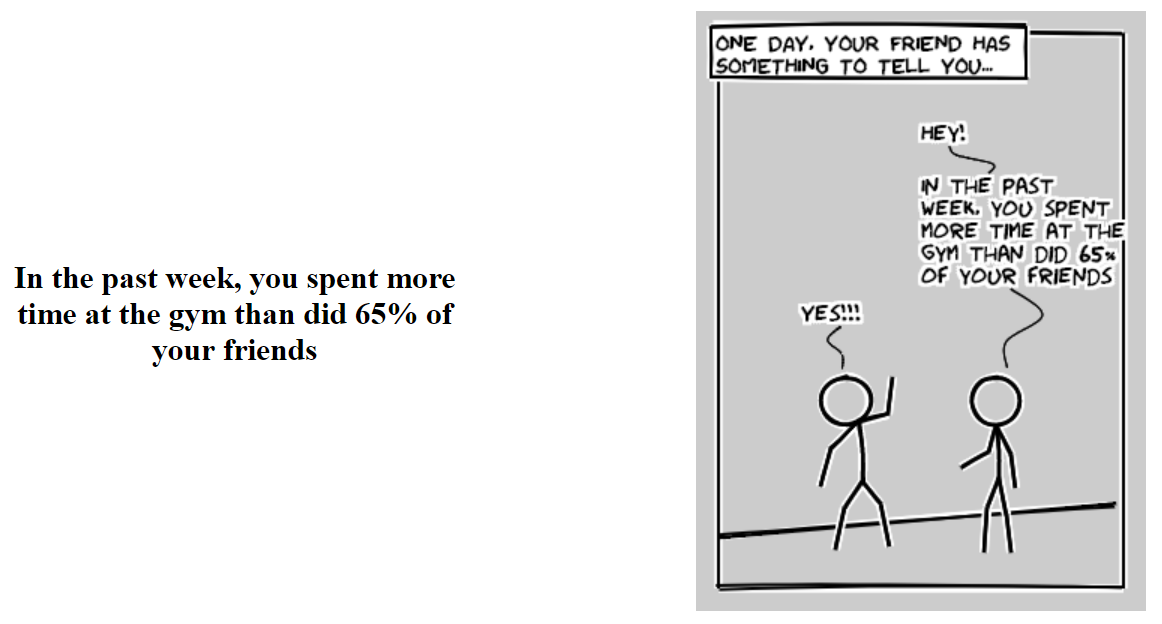 In the past week, you spent more
time at the gym than did 65% of
your friends
ONE DAY, YOUR FRIEND HAS
SOMETHING TO TELL YOU...
HEY!
IN THE PAST
WEEK, YOU SPENT
MORE TIME AT THE
GYM THAN DID 65%
OF YOUR FRIENDS
YES!!!